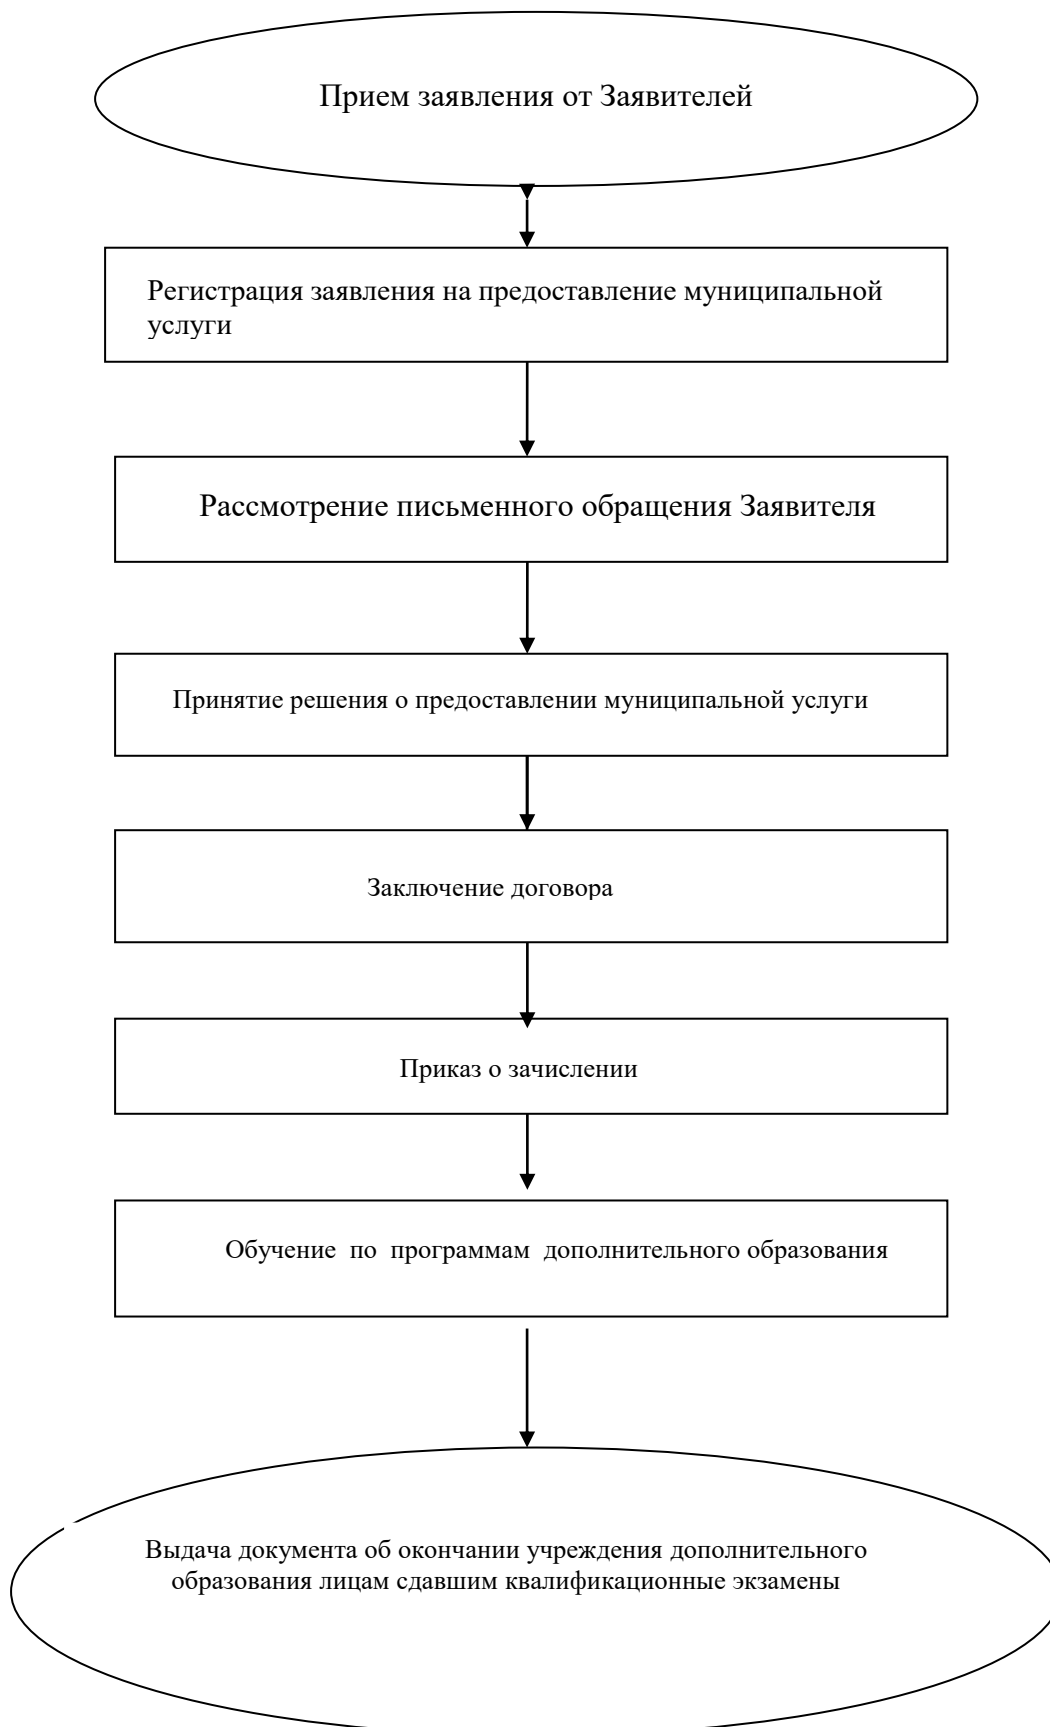 Прием заявления от Заявителей
Регистрация заявления на предоставление муниципальной
услуги
Рассмотрение письменного обращения Заявителя
Принятие решения о предоставлении муниципальной услуги
Заключение договора
Приказ о зачислении
Обучение по программам дополнительного образования
Выдача документа об окончании учреждения дополнительного
образования лицам сдавшим квалификационные экзамены